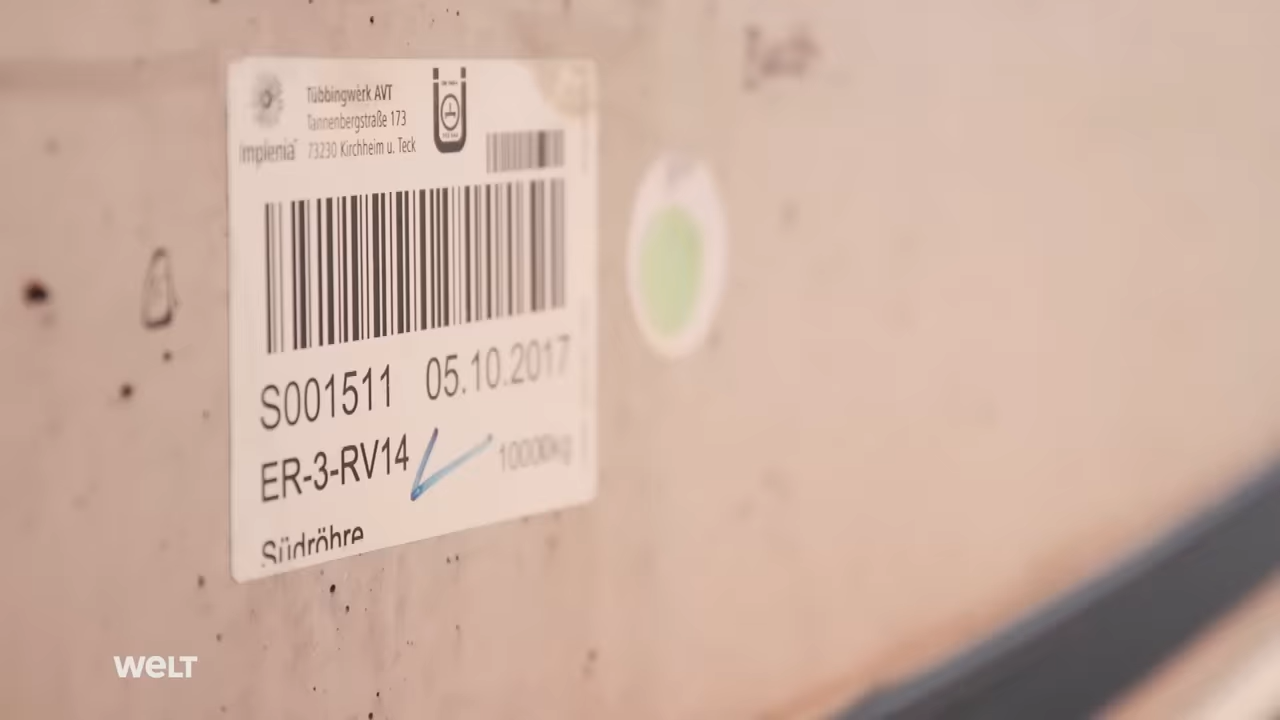 implenia
Tübbingwerk AVT
Tannenbergstraße 173
73230 Kirchheim u. Teck
S001511 05.10.2017
ER-3-RV14 10000kg
Südröhre
WELT